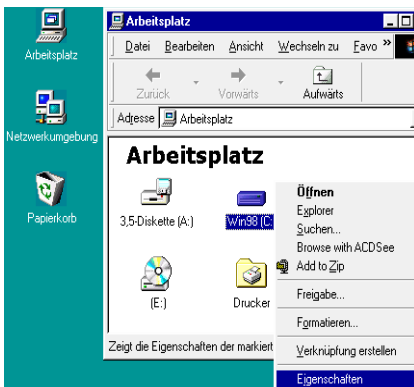 Arbeitsplatz
Netzwerkumgebung
Papierkorb
Arbeitsplatz
Datei Bearbeiten Ansicht Wechseln zu Favo »
Zurück Vorwärts Aufwärts
Adresse Arbeitsplatz
Arbeitsplatz
3,5-Diskette (A:) Win98 (C:
(E:) Drucker
Öffnen
Explorer
Suchen...
Browse with ACDSee
Add to Zip
Freigabe...
Formatieren...
Verknüpfung erstellen
Eigenschaften
Zeigt die Eigenschaften der markiert